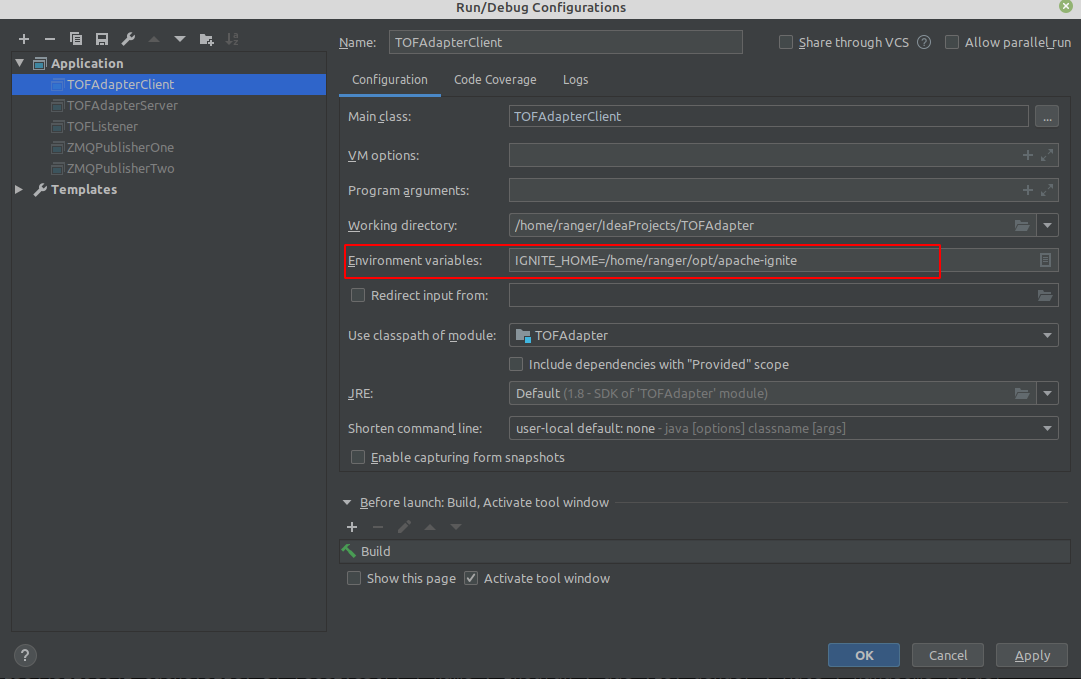 Run/Debug Configurations
Name: TOFAdapterClient Share through VCS ? Allow parallel run
Application
TOFAdapterClient
TOFAdapterServer
TOFListener
ZMQPublisherOne
ZMQPublisherTwo
Templates
Configuration Code Coverage Logs
Main class: TOFAdapterClient ...
VM options:
Program arguments:
Working directory: /home/ranger/IdeaProjects/TOFAdapter
Environment variables: IGNITE_HOME=/home/ranger/opt/apache-ignite
Redirect input from:
Use classpath of module: TOFAdapter
Include dependencies with "Provided" scope
JRE: Default (1.8 - SDK of 'TOFAdapter' module)
Shorten command line: user-local default: none - java [options] classname [args]
Enable capturing form snapshots
Before launch: Build, Activate tool window
Build
Show this page Activate tool window
? OK Cancel Apply